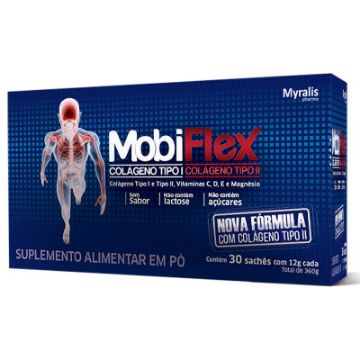 Myralis
pharma
MobiFlex
COLÁGENO TIPO I COLÁGENO TIPO II
Colágeno Tipo I e Tipo II, Vitaminas C, D, E e Magnésio
Sem Sabor
Não contém lactose
Não contém açúcares
NOVA FÓRMULA
COM COLÁGENO TIPO II
Contém 30 sachês com 12g cada
Total de 360g
SUPLEMENTO ALIMENTAR EM PÓ